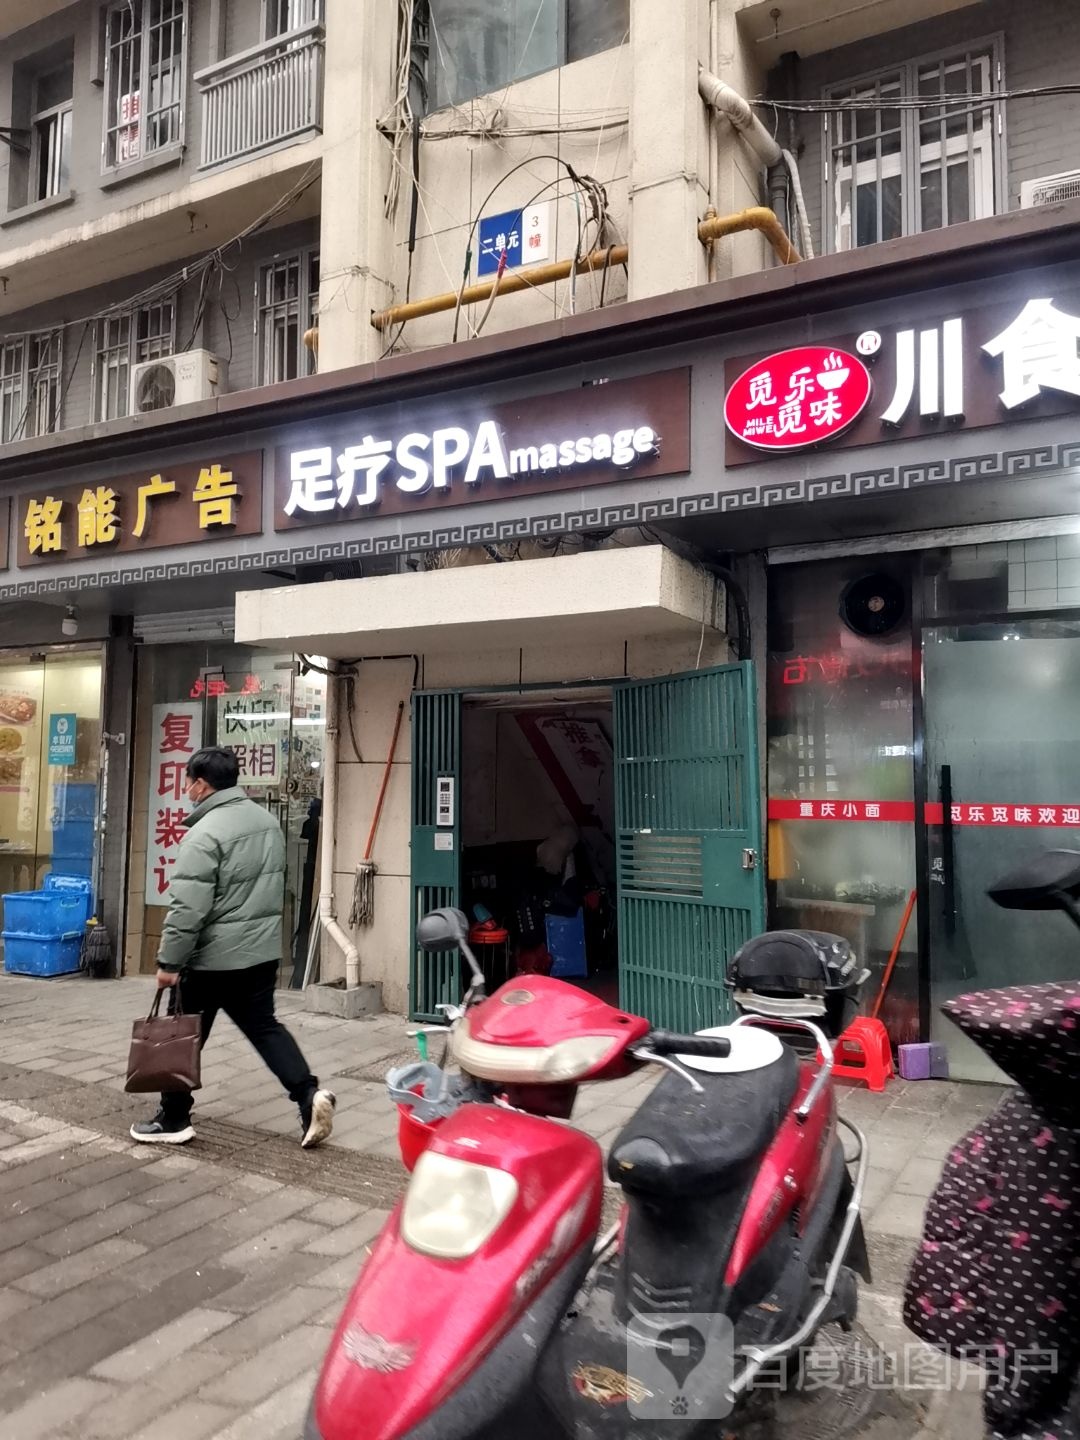 二单元
3
幢
铭能广告
足疗SPAmassage
觅乐
MILE
MIWEI
觅味
®
川食
快印
照相
复印装订
推拿
重庆小面
觅乐觅味欢迎
百度地图用户